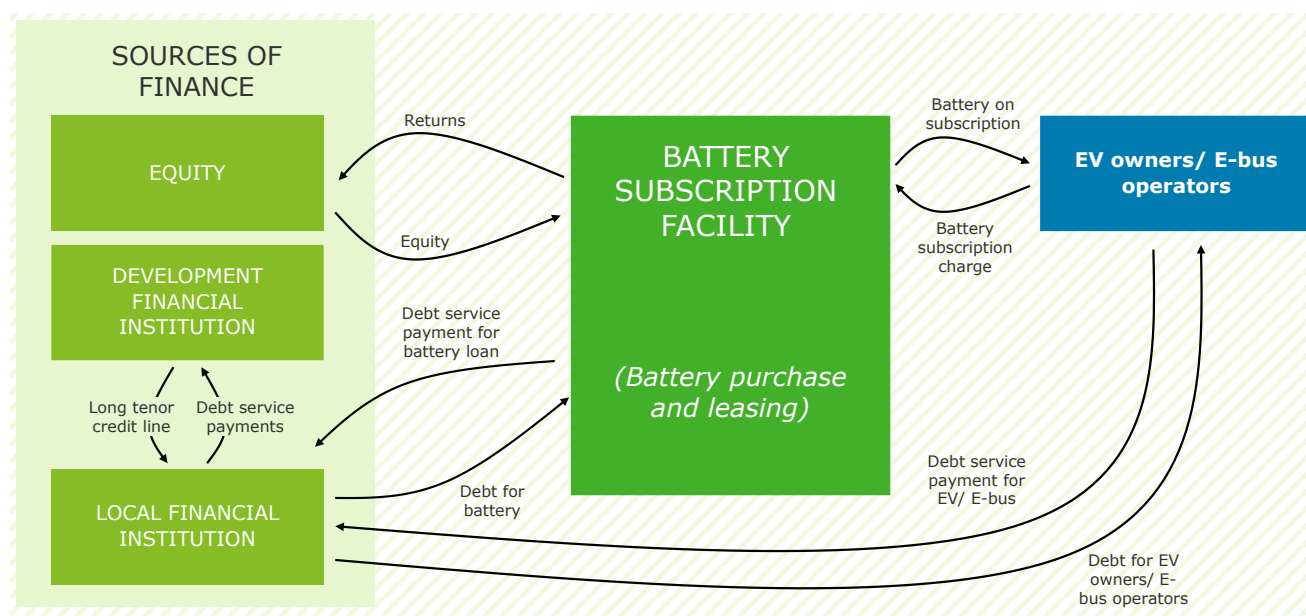 SOURCES OF
FINANCE
EQUITY
DEVELOPMENT
FINANCIAL
INSTITUTION
Long tenor
credit line
Debt service
payments
LOCAL FINANCIAL
INSTITUTION
Returns
Equity
Debt service
payment for
battery loan
Debt for
battery
BATTERY
SUBSCRIPTION
FACILITY
(Battery purchase
and leasing)
Battery on
subscription
Battery
subscription
charge
EV owners/ E-bus
operators
Debt service
payment for
EV/ E-bus
Debt for EV
owners/ E-
bus operators